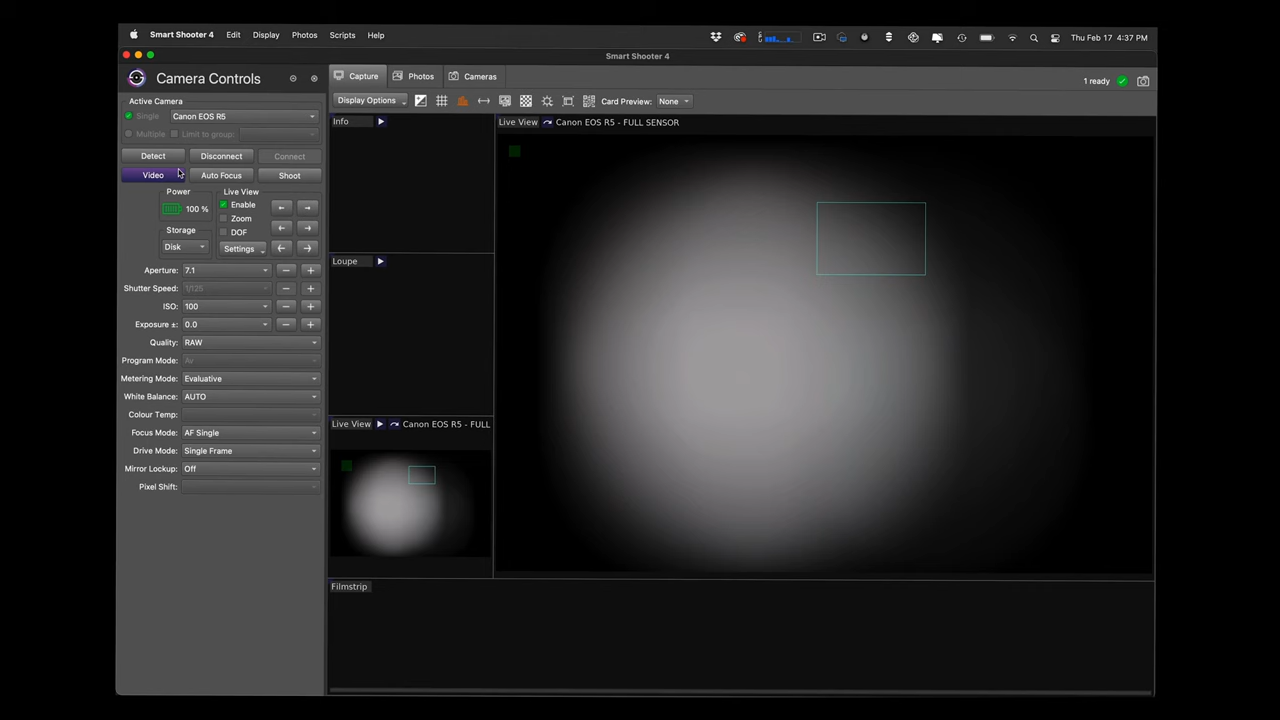 Smart Shooter 4 Edit Display Photos Scripts Help Thu Feb 17 4:37 PM
Smart Shooter 4
Camera Controls
Capture Photos Cameras 1 ready
Display Options Card Preview: None
Active Camera
Single Canon EOS R5
Multiple Limit to group:
Detect Disconnect Connect
Video Auto Focus Shoot
Power Live View
100 % Enable
Zoom
Storage DOF
Disk Settings
Aperture: 7.1
Shutter Speed: 1/125
ISO: 100
Exposure ±: 0.0
Quality: RAW
Program Mode: Av
Metering Mode: Evaluative
White Balance: AUTO
Colour Temp:
Focus Mode: AF Single
Drive Mode: Single Frame
Mirror Lockup: Off
Pixel Shift:
Info
Loupe
Live View Canon EOS R5 - FULL
Live View Canon EOS R5 - FULL SENSOR
Filmstrip